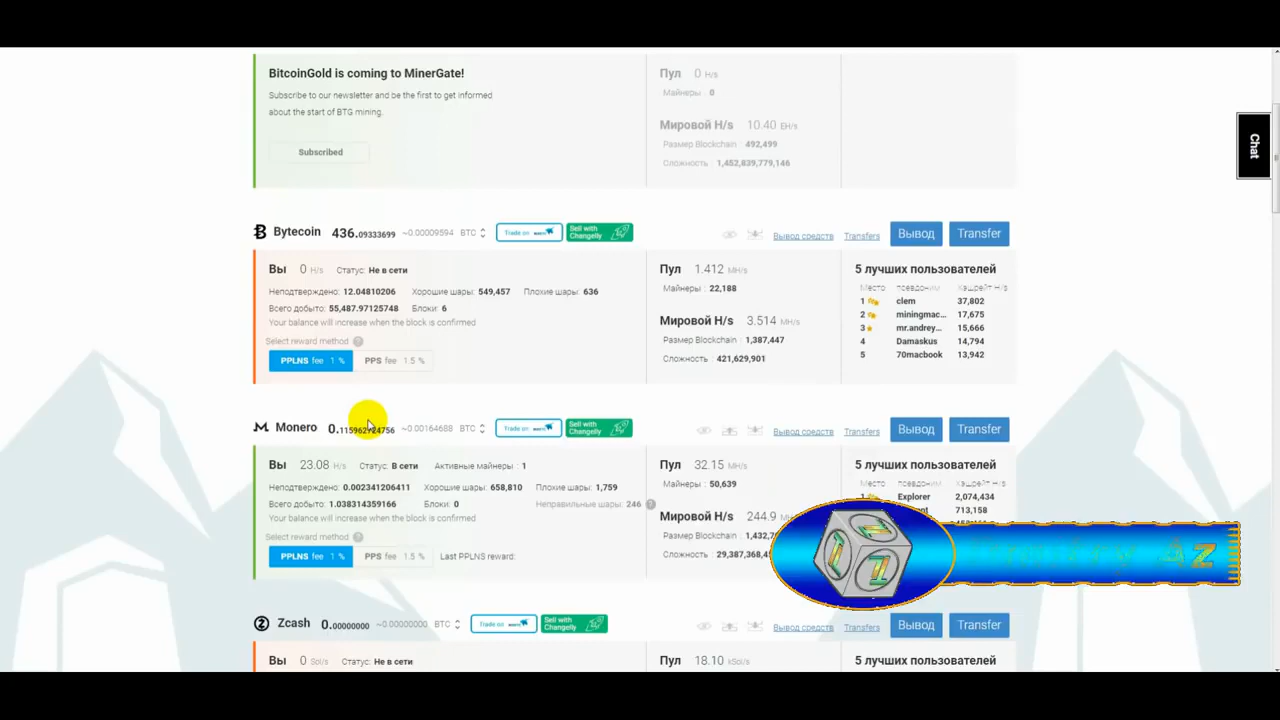 BitcoinGold is coming to MinerGate!
Subscribe to our newsletter and be the first to get informed
about the start of BTG mining.
Subscribed
Пул 0 H/s
Майнеры: 0
Мировой H/s 10.40 EH/s
Размер Blockchain: 492,499
Сложность: 1,452,839,779,146
Chat
Bytecoin 436.09333699 ~0.00009594 BTC Trade on Sell with Changelly Вывод средств Transfers Вывод Transfer
Вы 0 H/s Статус: Не в сети
Неподтверждено: 12.04810206 Хорошие шары: 549,457 Плохие шары: 636
Всего добыто: 55,487.97125748 Блоки: 6
Your balance will increase when the block is confirmed
Select reward method ?
PPLNS fee 1 % PPS fee 1.5 %
Пул 1.412 MH/s
Майнеры: 22,188
Мировой H/s 3.514 MH/s
Размер Blockchain: 1,387,447
Сложность: 421,629,901
5 лучших пользователей
Место псевдоним Хэшрейт H/s
1 clem 37,802
2 miningmac... 17,675
3 mr.andrey... 15,666
4 Damaskus 14,794
5 70macbook 13,942
Monero ~0.00164688 BTC Trade on Sell with Changelly Вывод средств Transfers Вывод Transfer
Вы 23.08 H/s Статус: В сети Активные майнеры: 1
Неподтверждено: 0.002341206411 Хорошие шары: 658,810 Плохие шары: 1,759
Всего добыто: 1.038314359166 Блоки: 0 Неправильные шары: 246 ?
Your balance will increase when the block is confirmed
Select reward method ?
PPLNS fee 1 % PPS fee 1.5 % Last PPLNS reward:
Пул 32.15 MH/s
Майнеры: 50,639
Мировой H/s 244.9
Размер Blockchain:
Сложность:
5 лучших пользователей
Место псевдоним Хэшрейт H/s
1 Explorer 2,074,434
713,158
Az
Zcash 0.00000000 ~0.00000000 BTC Trade on Sell with Changelly Вывод средств Transfers Вывод Transfer
Вы 0 Sol/s Статус: Не в сети
Пул 18.10 kSol/s
5 лучших пользователей